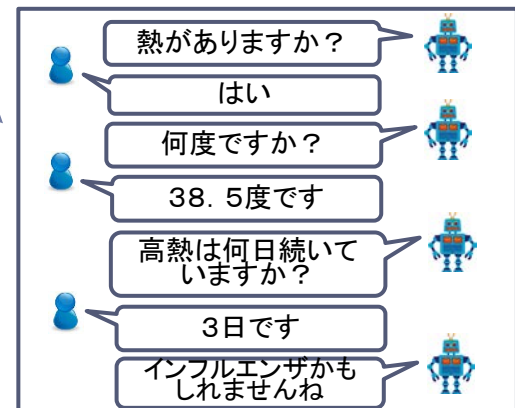 熱がありますか？
はい
何度ですか？
３８．５度です
高熱は何日続いて
いますか？
３日です
インフルエンザかも
しれませんね